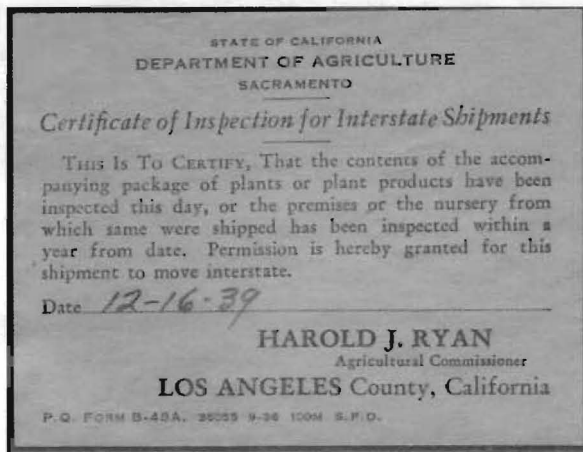 STATE OF CALIFORNIA
DEPARTMENT OF AGRICULTURE
SACRAMENTO
Certificate of Inspection for Interstate Shipments
THIS IS TO CERTIFY, That the contents of the accom-
panying package of plants or plant products have been
inspected this day, or the premises or the nursery from
which same were shipped has been inspected within a
year from date. Permission is hereby granted for this
shipment to move interstate.
Date 12-16-39
HAROLD J. RYAN
Agricultural Commissioner
LOS ANGELES County, California
P.Q. FORM B-48A. 9-36 100M S.P.O.